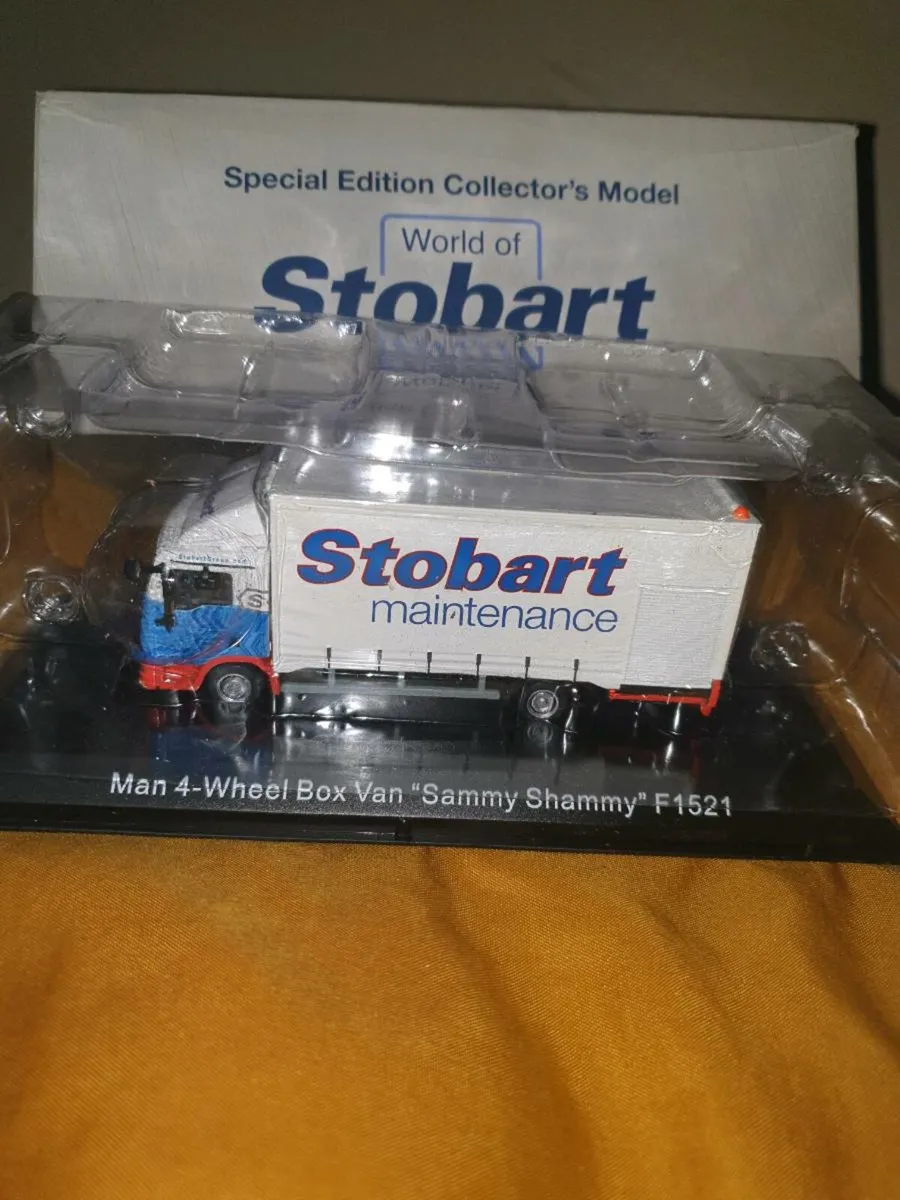 Special Edition Collector's Model
World of
Stobart
Stobart
maintenance
Man 4-Wheel Box Van “Sammy Shammy” F1521